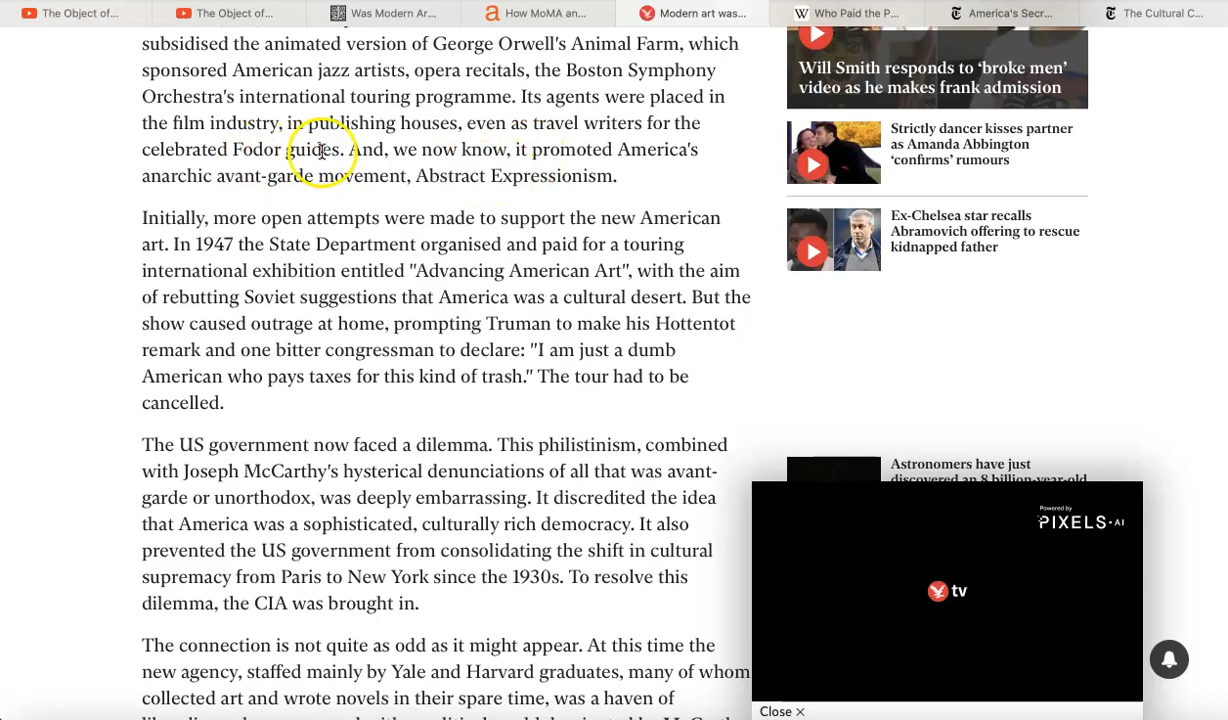 The Object of...
The Object of...
Was Modern Ar...
How MoMA an...
Modern art was...
Who Paid the P...
America's Secr...
The Cultural C...
subsidised the animated version of George Orwell's Animal Farm, which
sponsored American jazz artists, opera recitals, the Boston Symphony
Orchestra's international touring programme. Its agents were placed in
the film industry, in publishing houses, even as travel writers for the
celebrated Fodor guides. And, we now know, it promoted America's
anarchic avant-garde movement, Abstract Expressionism.
Initially, more open attempts were made to support the new American
art. In 1947 the State Department organised and paid for a touring
international exhibition entitled "Advancing American Art", with the aim
of rebutting Soviet suggestions that America was a cultural desert. But the
show caused outrage at home, prompting Truman to make his Hottentot
remark and one bitter congressman to declare: "I am just a dumb
American who pays taxes for this kind of trash." The tour had to be
cancelled.
The US government now faced a dilemma. This philistinism, combined
with Joseph McCarthy's hysterical denunciations of all that was avant-
garde or unorthodox, was deeply embarrassing. It discredited the idea
that America was a sophisticated, culturally rich democracy. It also
prevented the US government from consolidating the shift in cultural
supremacy from Paris to New York since the 1930s. To resolve this
dilemma, the CIA was brought in.
The connection is not quite as odd as it might appear. At this time the
new agency, staffed mainly by Yale and Harvard graduates, many of whom
collected art and wrote novels in their spare time, was a haven of
Will Smith responds to 'broke men'
video as he makes frank admission
Strictly dancer kisses partner
as Amanda Abbington
'confirms' rumours
Ex-Chelsea star recalls
Abramovich offering to rescue
kidnapped father
Astronomers have just
discovered an 8 billion-year-old
Powered by
PIXELS·AI
tv
Close ×